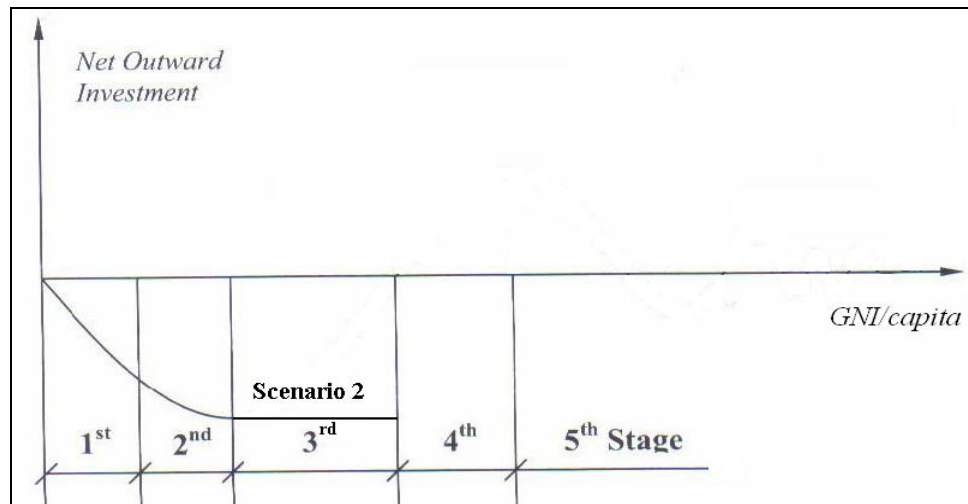 Net Outward
Investment
GNI/capita
Scenario 2
1st 2nd 3rd 4th 5th Stage